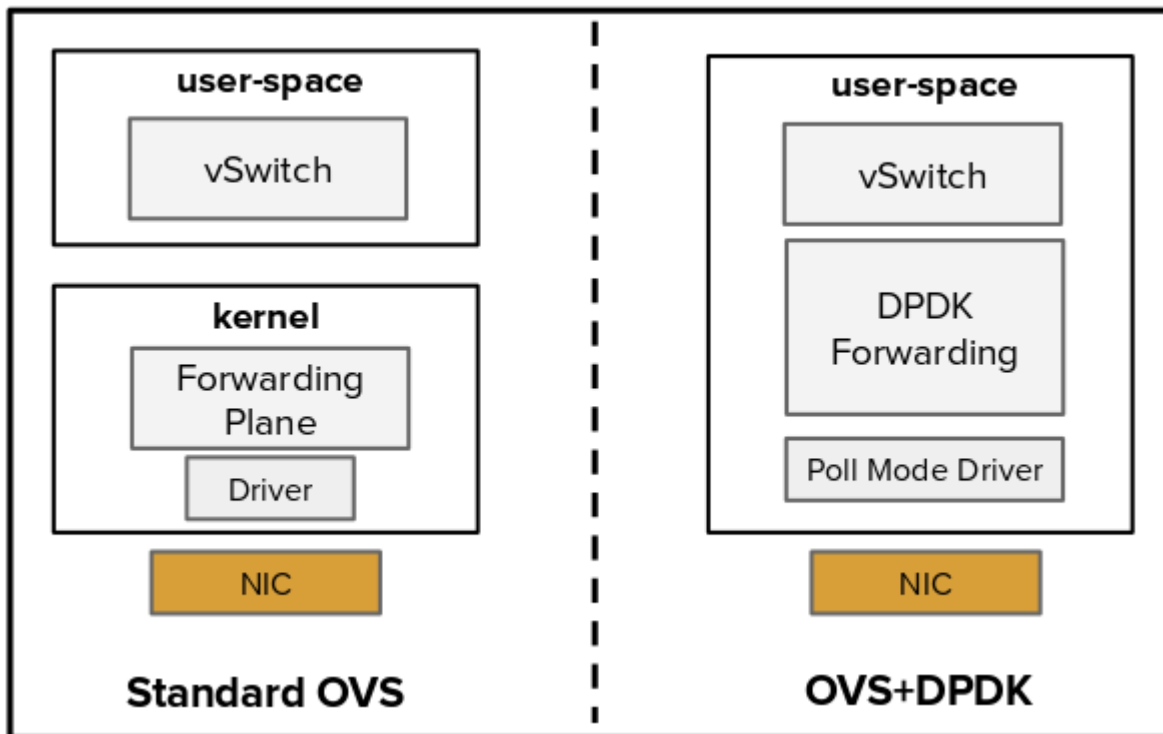 user-space
vSwitch
kernel
Forwarding
Plane
Driver
NIC
Standard OVS
user-space
vSwitch
DPDK
Forwarding
Poll Mode Driver
NIC
OVS+DPDK